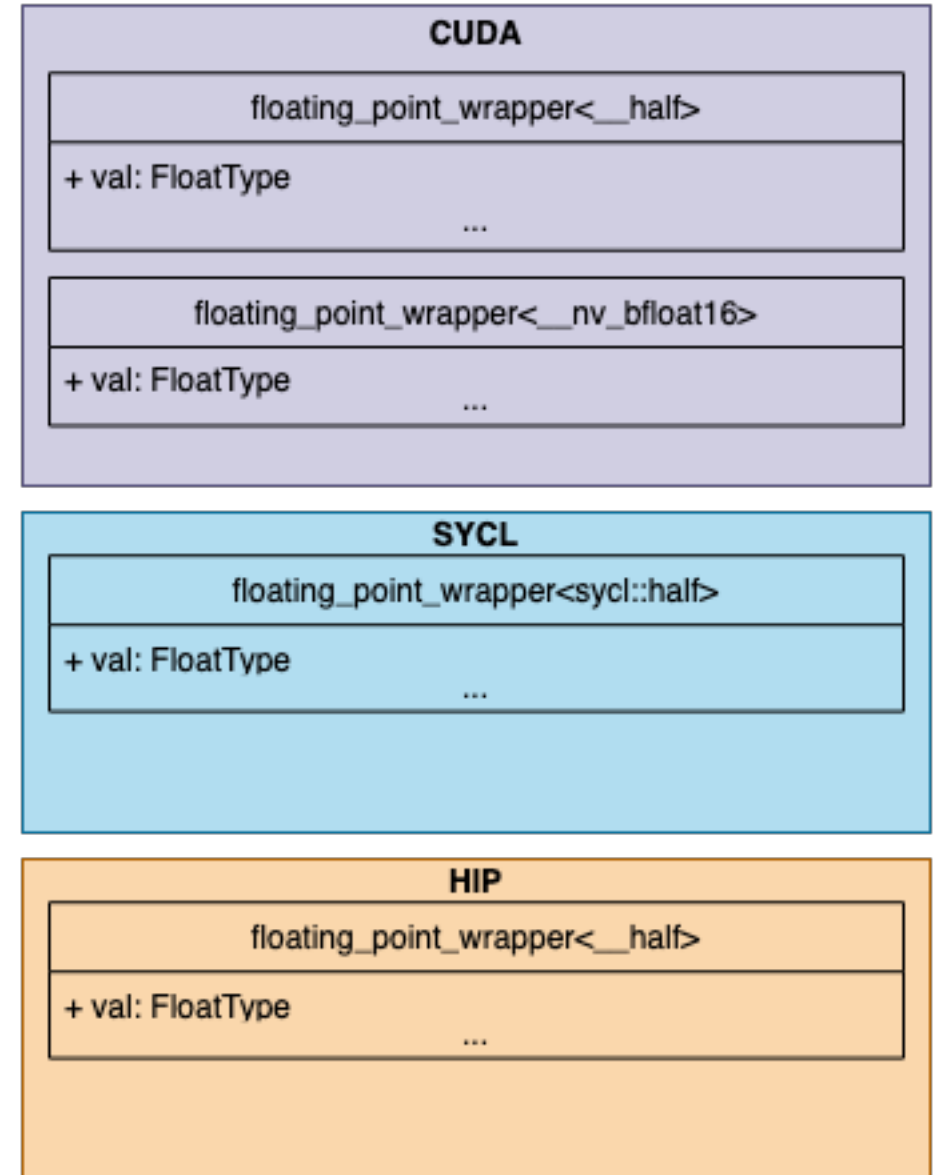 CUDA
floating_point_wrapper<__half>
+ val: FloatType
...
floating_point_wrapper<__nv_bfloat16>
+ val: FloatType
...
SYCL
floating_point_wrapper<sycl::half>
+ val: FloatType
...
HIP
floating_point_wrapper<__half>
+ val: FloatType
...